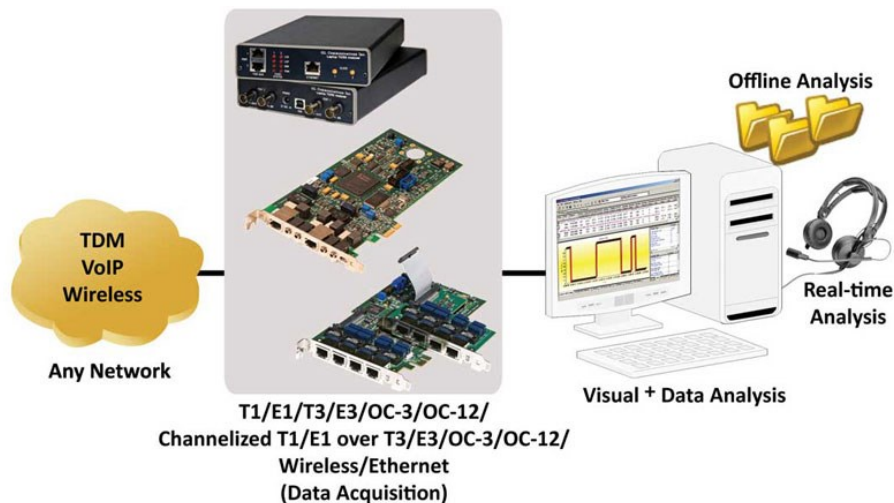 Offline Analysis
TDM
VoIP
Wireless
Real-time
Analysis
Any Network
Visual + Data Analysis
T1/E1/T3/E3/OC-3/OC-12/
Channelized T1/E1 over T3/E3/OC-3/OC-12/
Wireless/Ethernet
(Data Acquisition)